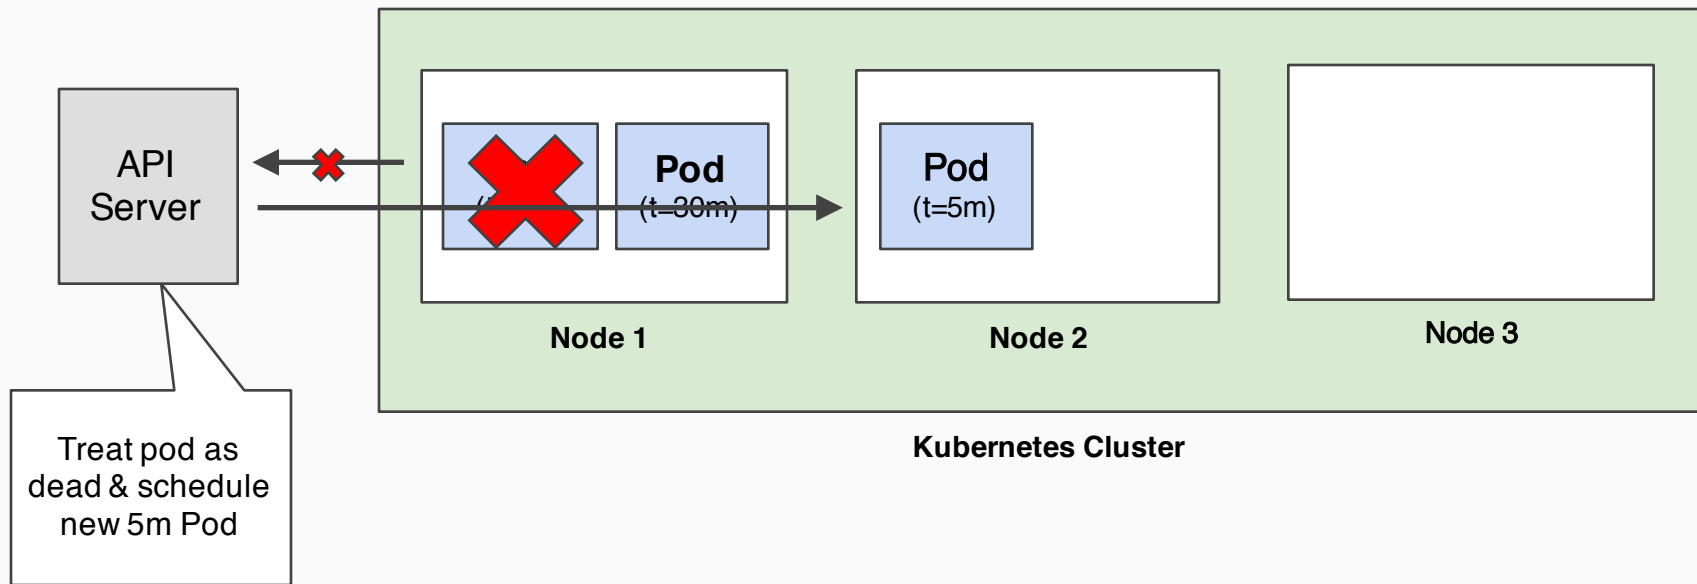 API
Server
Pod
(t=30m)
Pod
(t=5m)
Node 1
Node 2
Node 3
Kubernetes Cluster
Treat pod as
dead & schedule
new 5m Pod